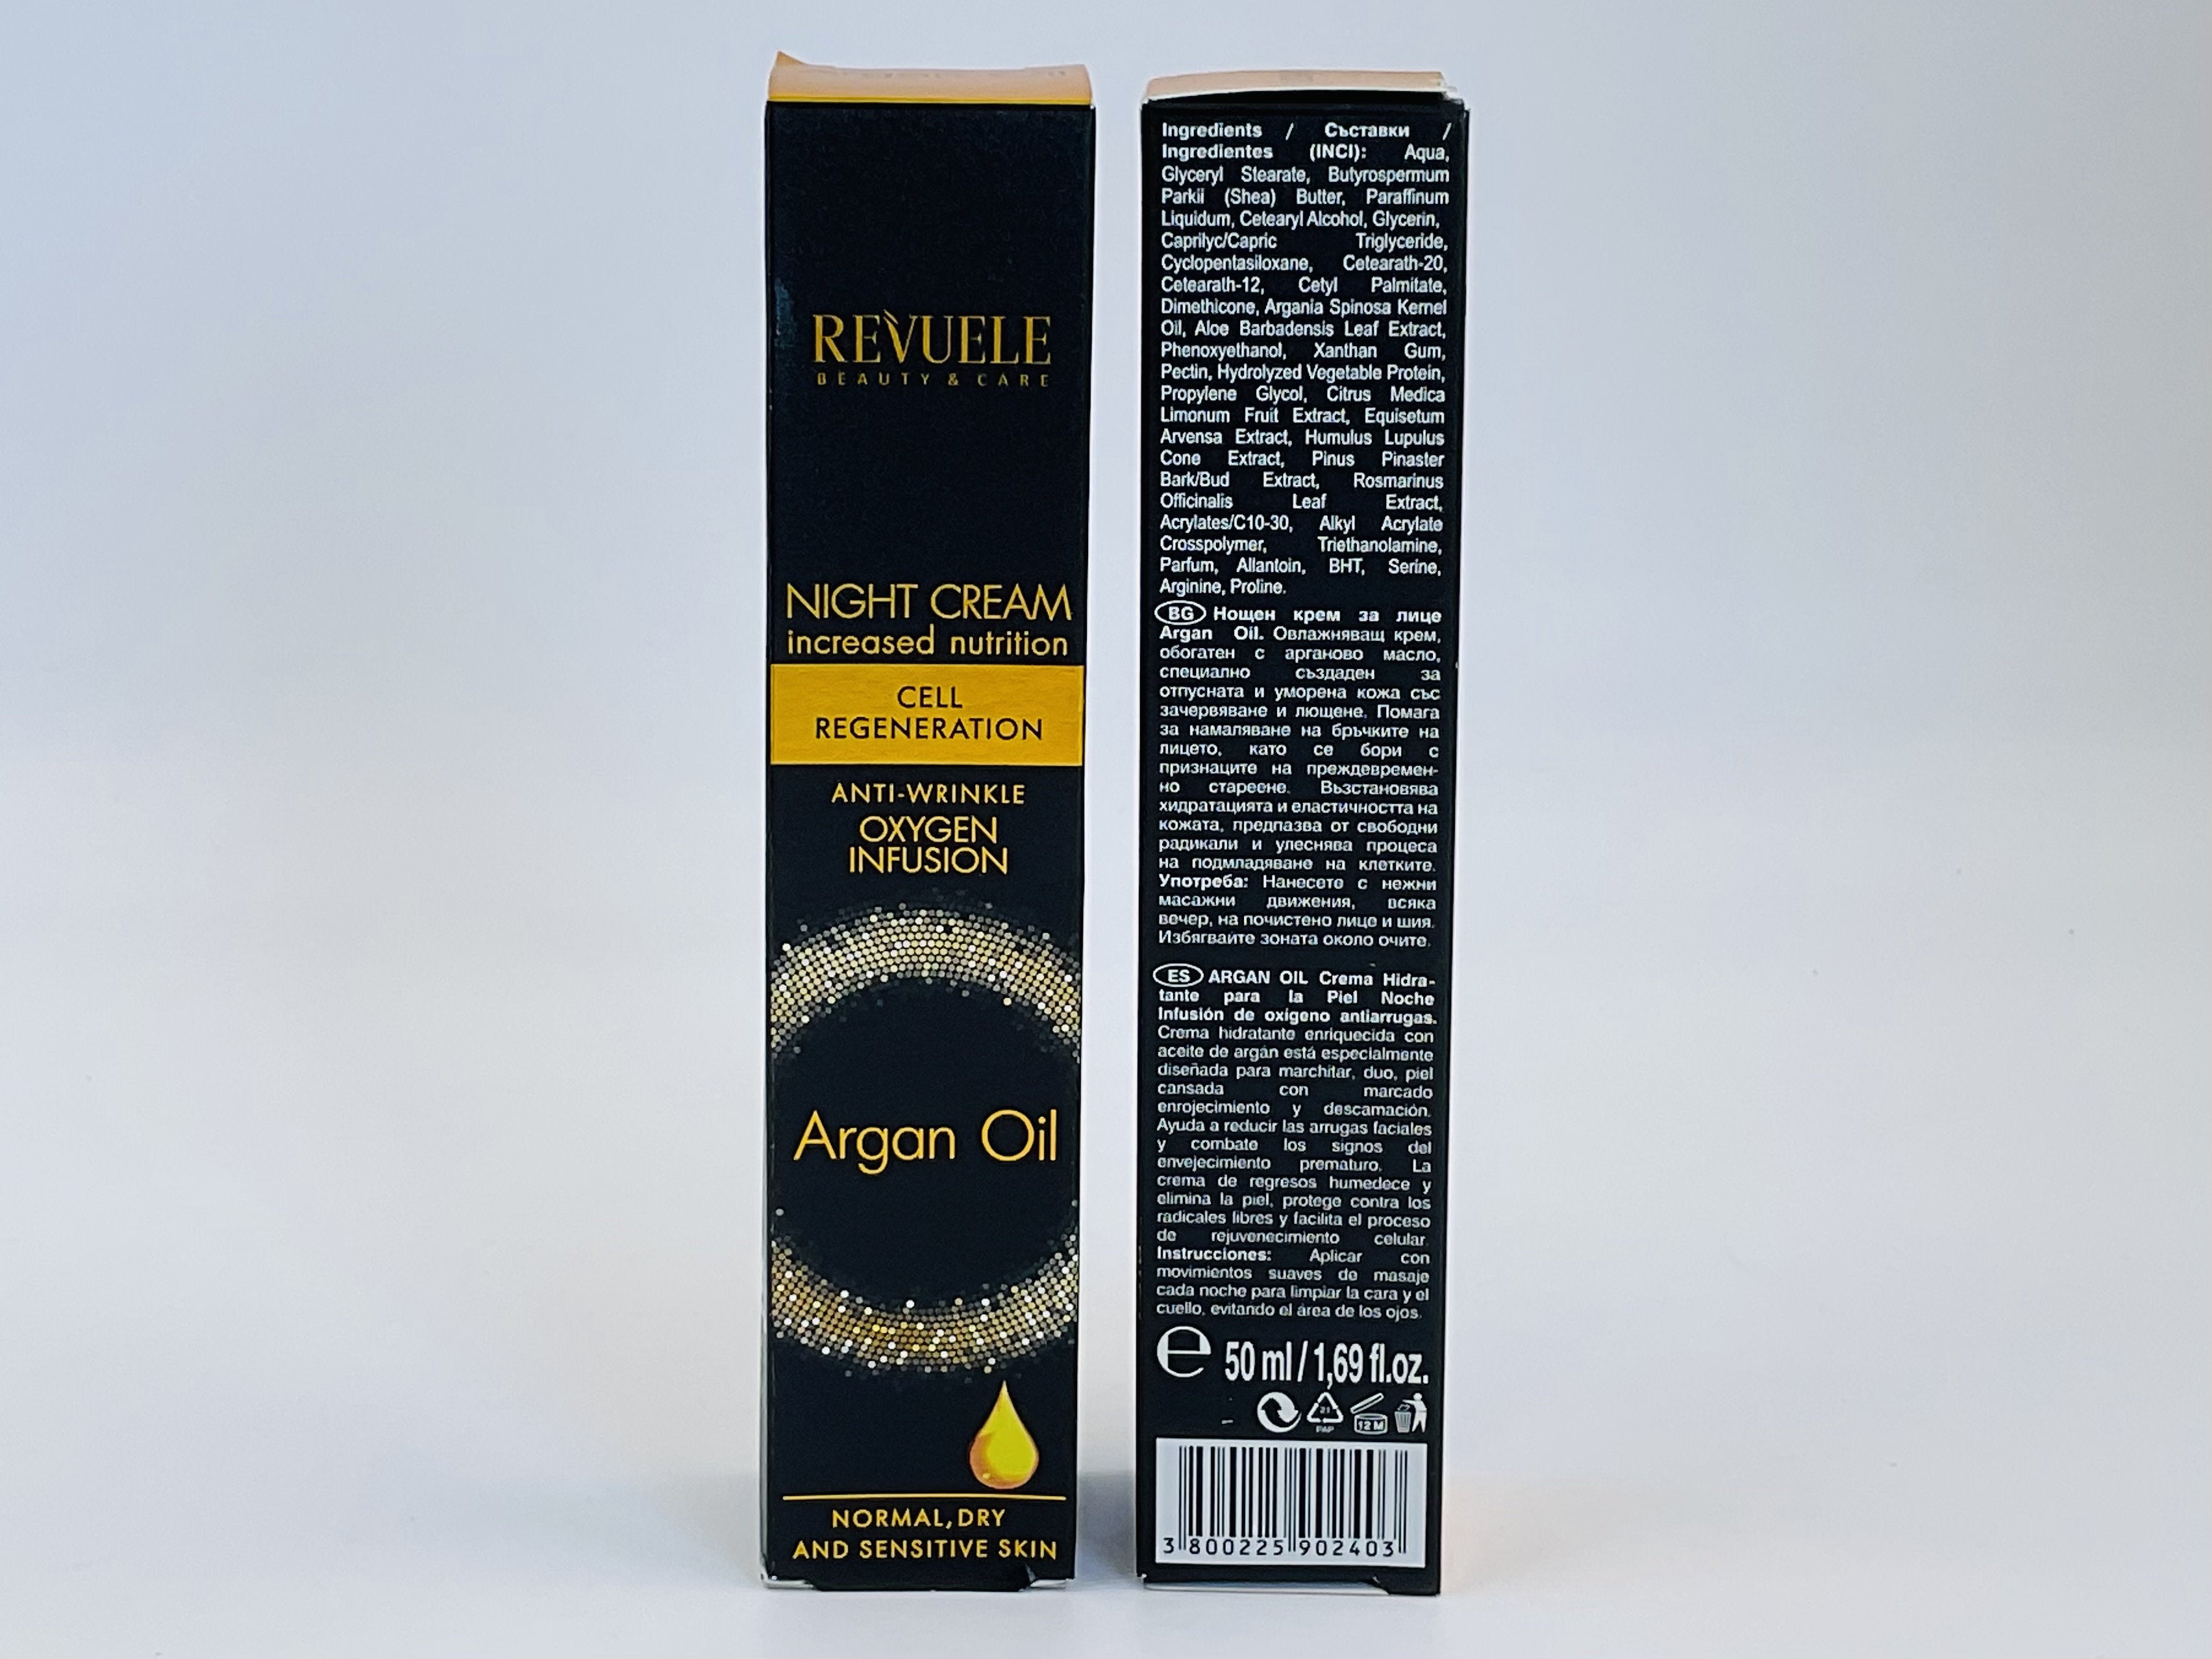 REVUELE
BEAUTY & CARE
NIGHT CREAM
increased nutrition
CELL
REGENERATION
ANTI-WRINKLE
OXYGEN
INFUSION
Argan Oil
NORMAL, DRY
AND SENSITIVE SKIN
Ingredients / Съставки /
Ingredientes (INCI): Aqua,
Glyceryl Stearate, Butyrospermum
Parkii (Shea) Butter, Paraffinum
Liquidum, Cetearyl Alcohol, Glycerin,
Caprilyc/Capric Triglyceride,
Cyclopentasiloxane, Cetearath-20,
Cetearath-12, Cetyl Palmitate,
Dimethicone, Argania Spinosa Kernel
Oil, Aloe Barbadensis Leaf Extract,
Phenoxyethanol, Xanthan Gum,
Pectin, Hydrolyzed Vegetable Protein,
Propylene Glycol, Citrus Medica
Limonum Fruit Extract, Equisetum
Arvensa Extract, Humulus Lupulus
Cone Extract, Pinus Pinaster
Bark/Bud Extract, Rosmarinus
Officinalis Leaf Extract,
Acrylates/C10-30, Alkyl Acrylate
Crosspolymer, Triethanolamine,
Parfum, Allantoin, BHT, Serine,
Arginine, Proline.
BG Нощен крем за лице
Argan Oil. Овлажняващ крем,
обогатен с арганово масло,
специално създаден за
отпусната и уморена кожа със
зачервяване и лющене. Помага
за намаляване на бръчките на
лицето, като се бори с
признаците на преждевремен-
но стареене. Възстановява
хидратацията и еластичността на
кожата, предпазва от свободни
радикали и улеснява процеса
на подмладяване на клетките.
Употреба: Нанесете с нежни
масажни движения, всяка
вечер, на почистено лице и шия.
Избягвайте зоната около очите.
ES ARGAN OIL Crema Hidra-
tante para la Piel Noche
Infusión de oxígeno antiarrugas.
Crema hidratante enriquecida con
aceite de argán está especialmente
diseñada para marchitar, duo, piel
cansada con marcado
enrojecimiento y descamación.
Ayuda a reducir las arrugas faciales
y combate los signos del
envejecimiento prematuro. La
crema de regresos humedece y
elimina la piel, protege contra los
radicales libres y facilita el proceso
de rejuvenecimiento celular.
Instrucciones: Aplicar con
movimientos suaves de masaje
cada noche para limpiar la cara y el
cuello, evitando el área de los ojos.
e 50 ml / 1,69 fl.oz.
21
PAP
12 M
3 800225 902403